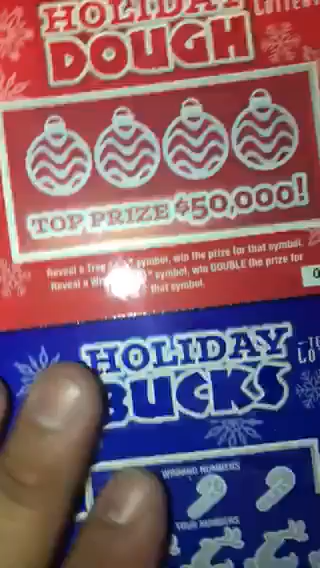 HOLIDAY
DOUGH
TOP PRIZE $50,000!
Reveal a Tree symbol, win the prize for that symbol.
Reveal a symbol, win DOUBLE the prize for
that symbol.
HOLIDAY
BUCKS
WINNING NUMBERS
YOUR NUMBERS